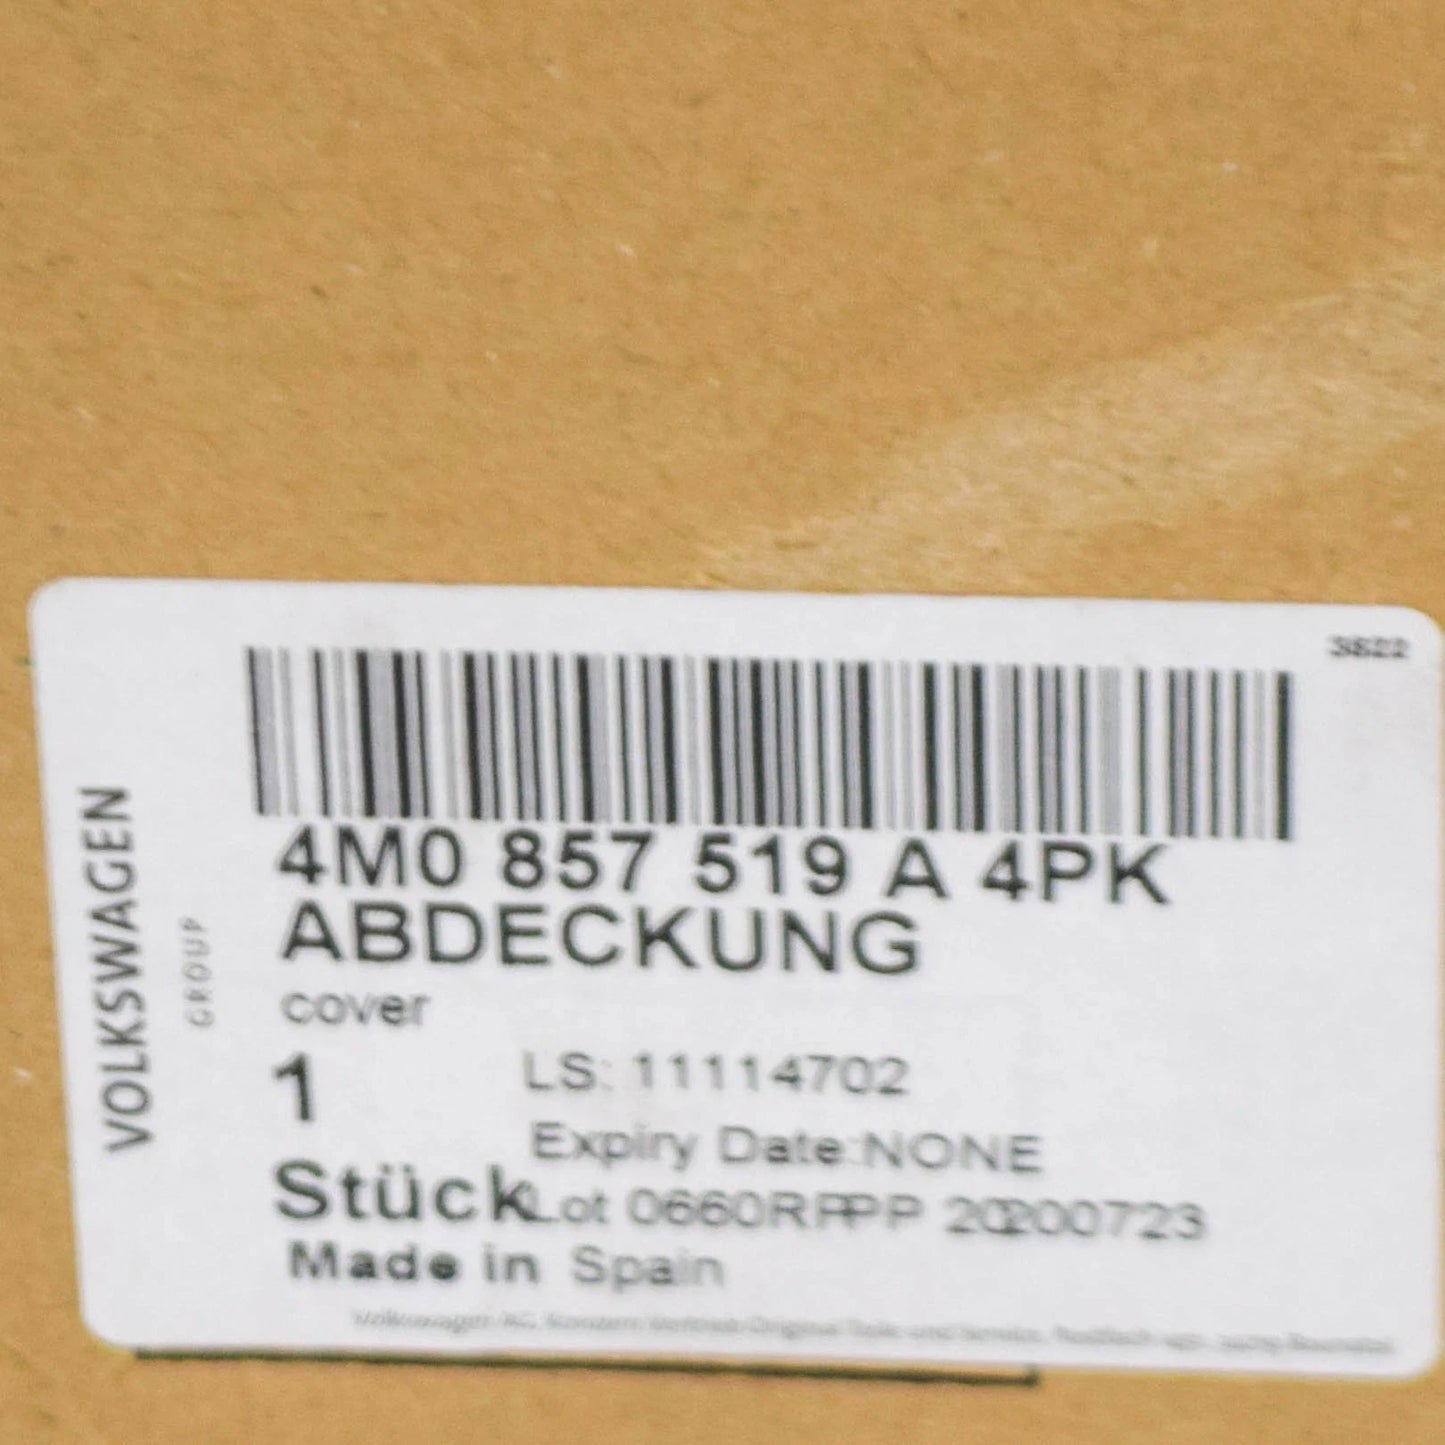 3822
4M0 857 519 A 4PK
ABDECKUNG
cover
1
LS: 11114702
Expiry Date:NONE
Stück
Lot 0660RPPP 20200723
Made in Spain
VOLKSWAGEN
GROUP